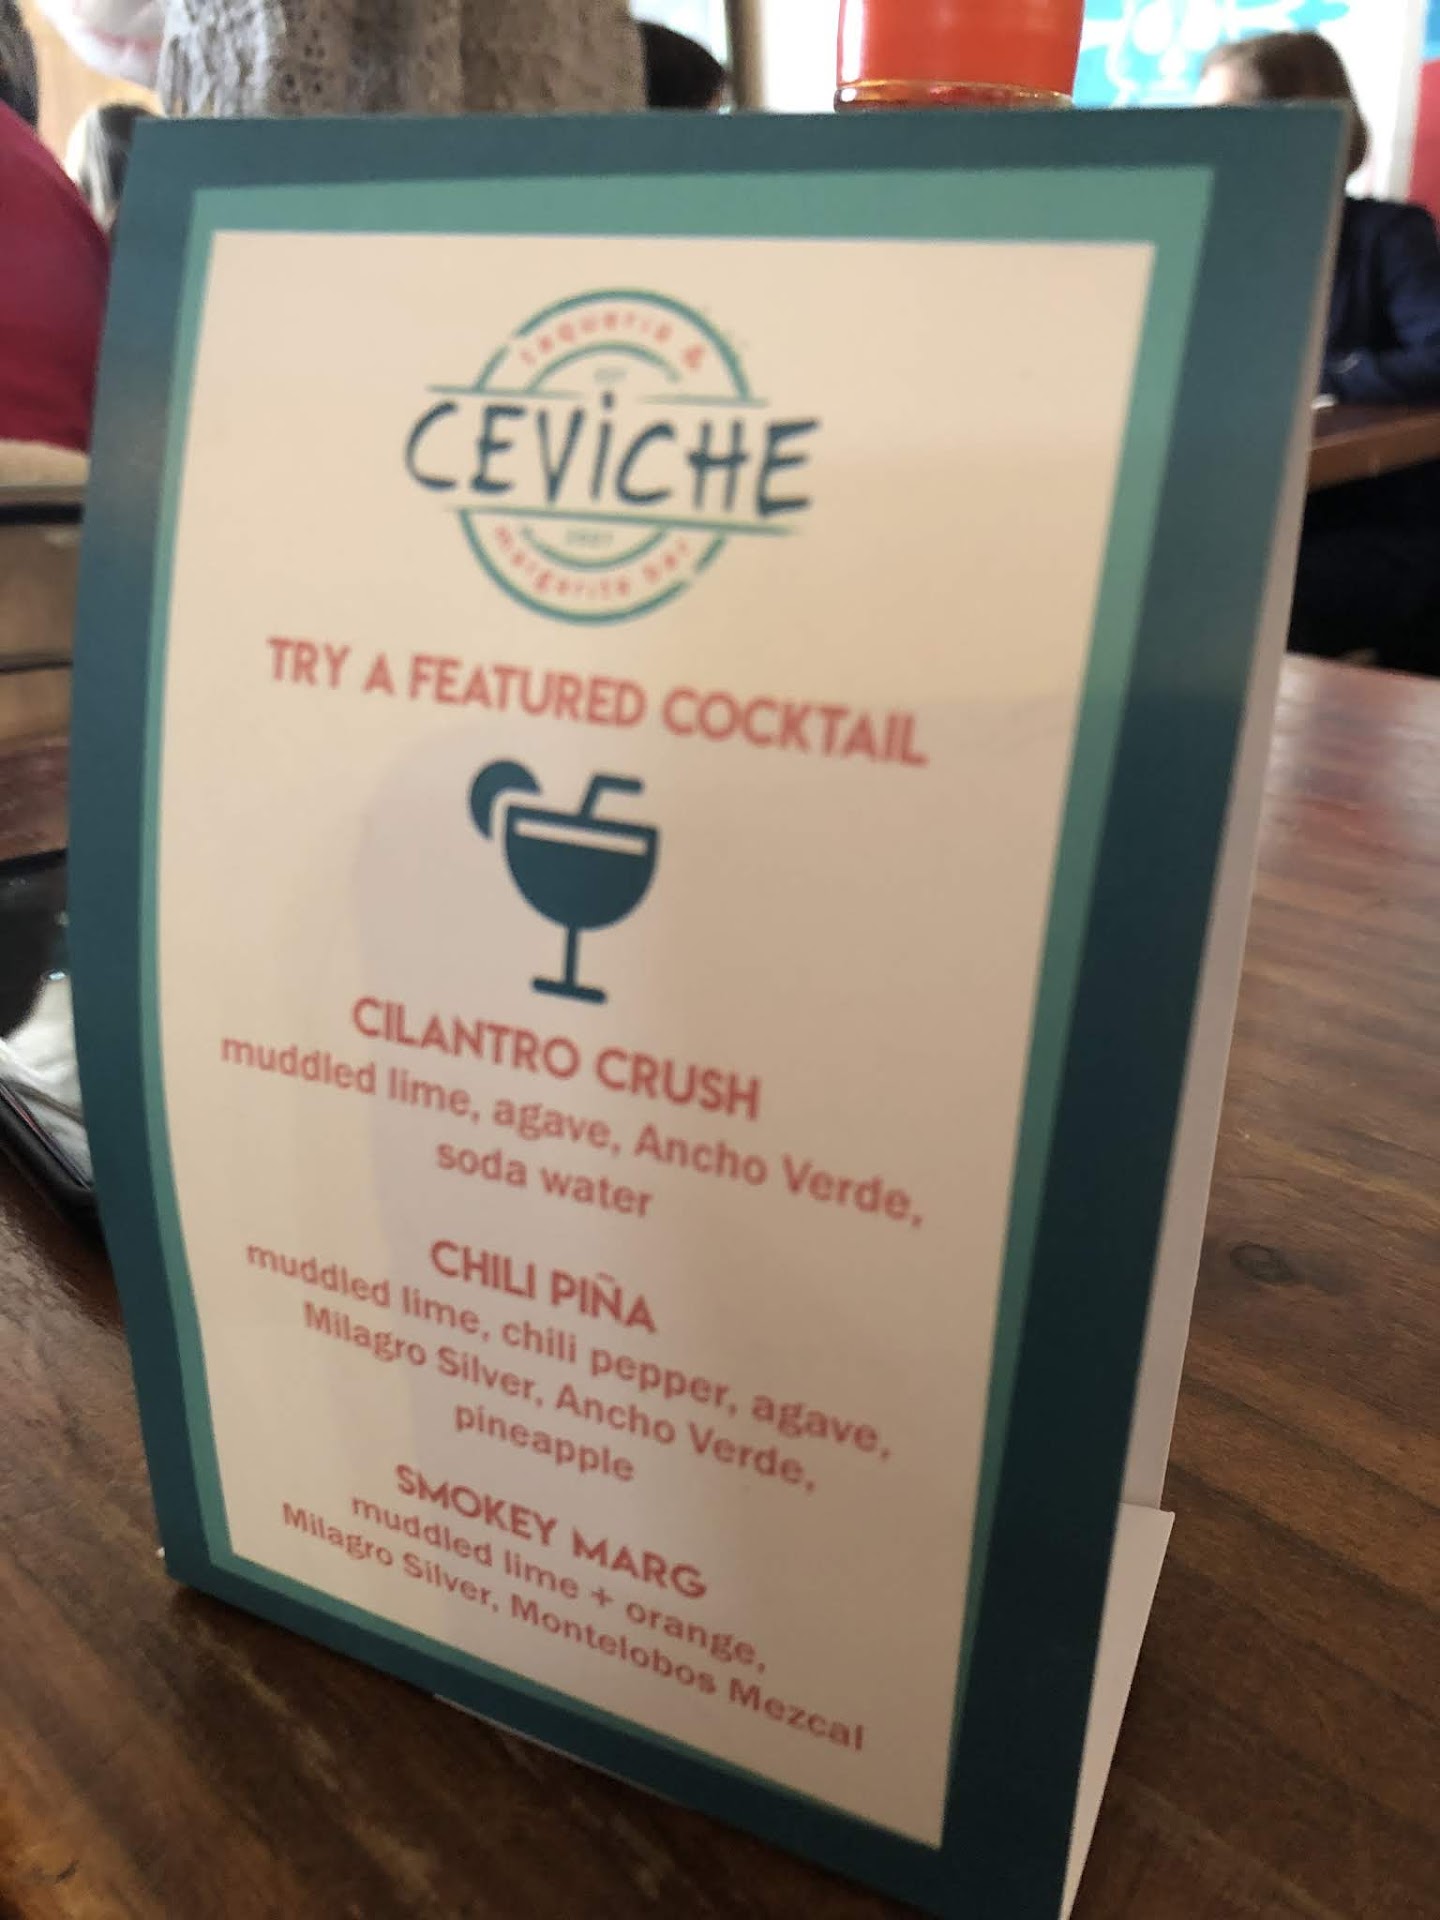 taqueria &
CEViCHE
margarita bar
TRY A FEATURED COCKTAIL
CILANTRO CRUSH
muddled lime, agave, Ancho Verde,
soda water
CHILI PIÑA
muddled lime, chili pepper, agave,
Milagro Silver, Ancho Verde,
pineapple
SMOKEY MARG
muddled lime + orange,
Milagro Silver, Montelobos Mezcal